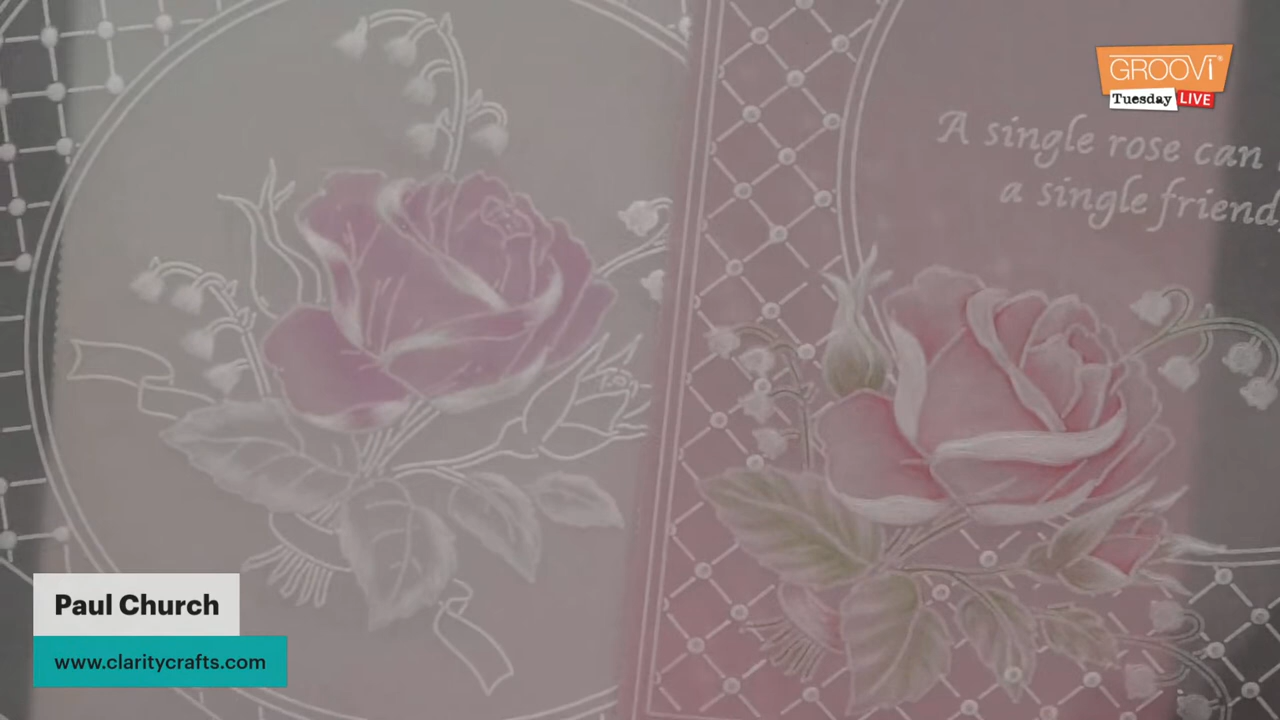 GROOVI®
Tuesday LIVE
A single rose can
a single friend
Paul Church
www.claritycrafts.com